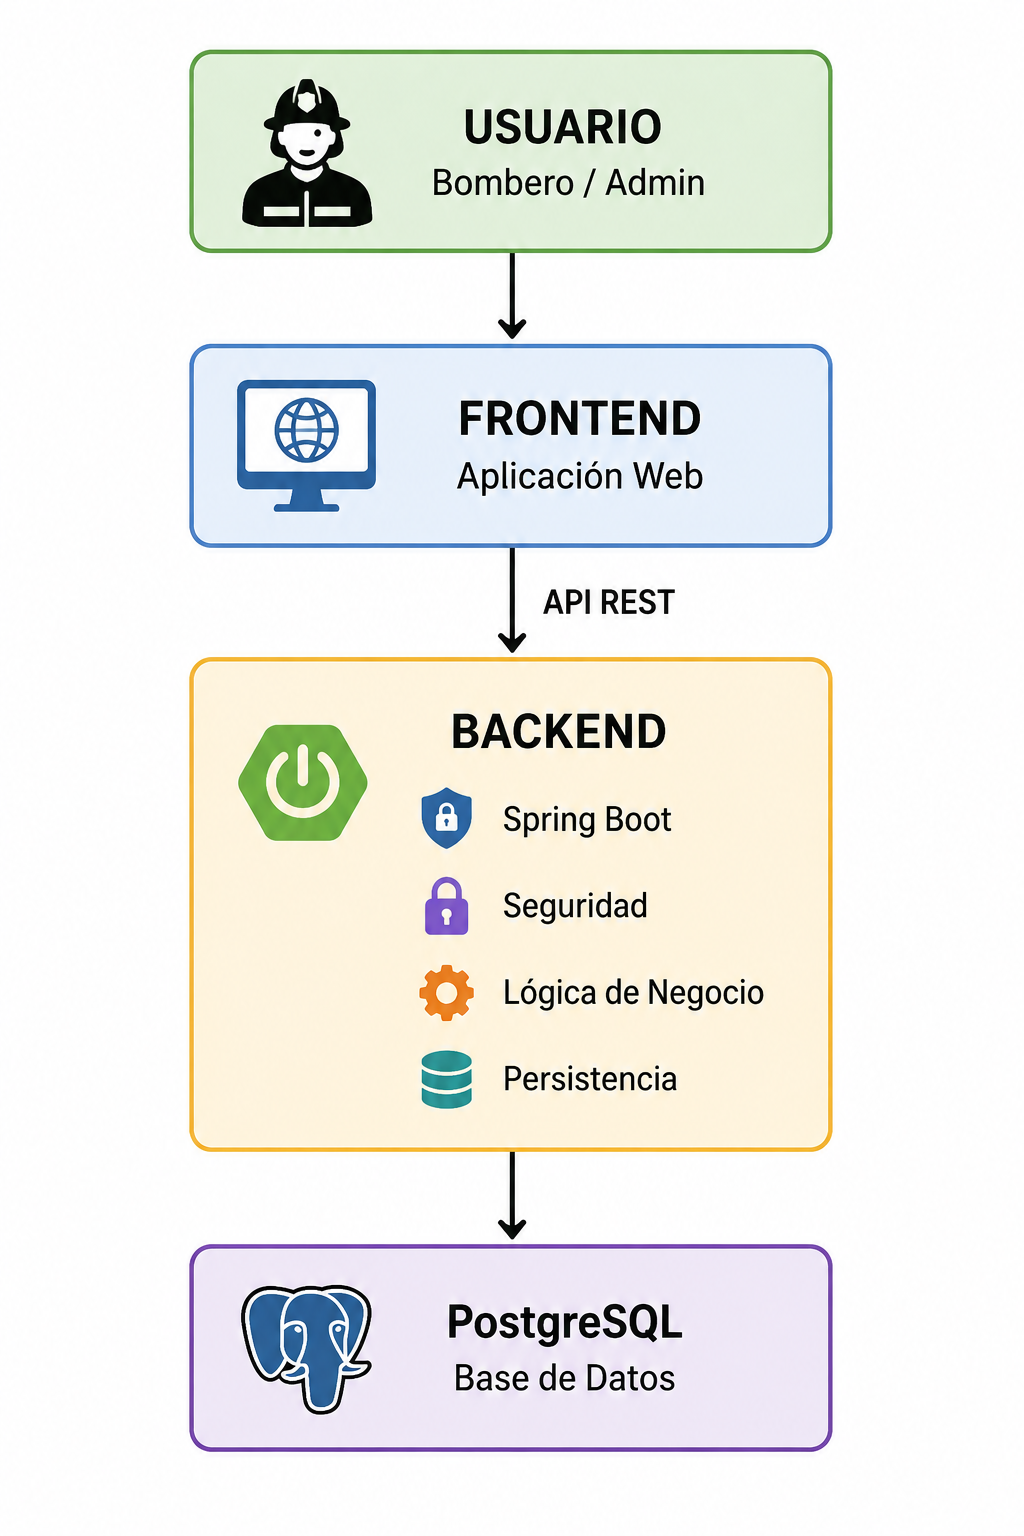 USUARIO
Bombero / Admin
FRONTEND
Aplicación Web
API REST
BACKEND
Spring Boot
Seguridad
Lógica de Negocio
Persistencia
PostgreSQL
Base de Datos